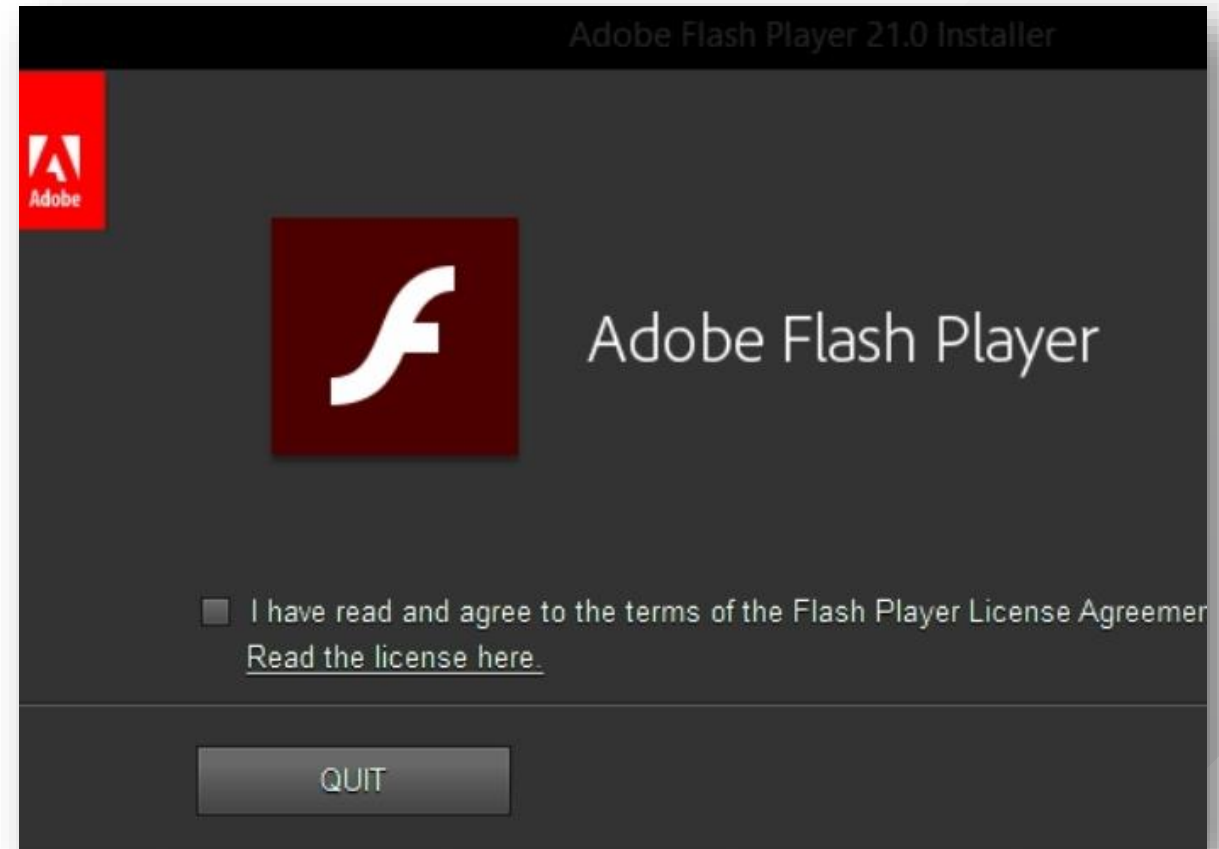 Adobe Flash Player 21.0 Installer
Adobe
Adobe Flash Player
I have read and agree to the terms of the Flash Player License Agreemen
Read the license here.
QUIT